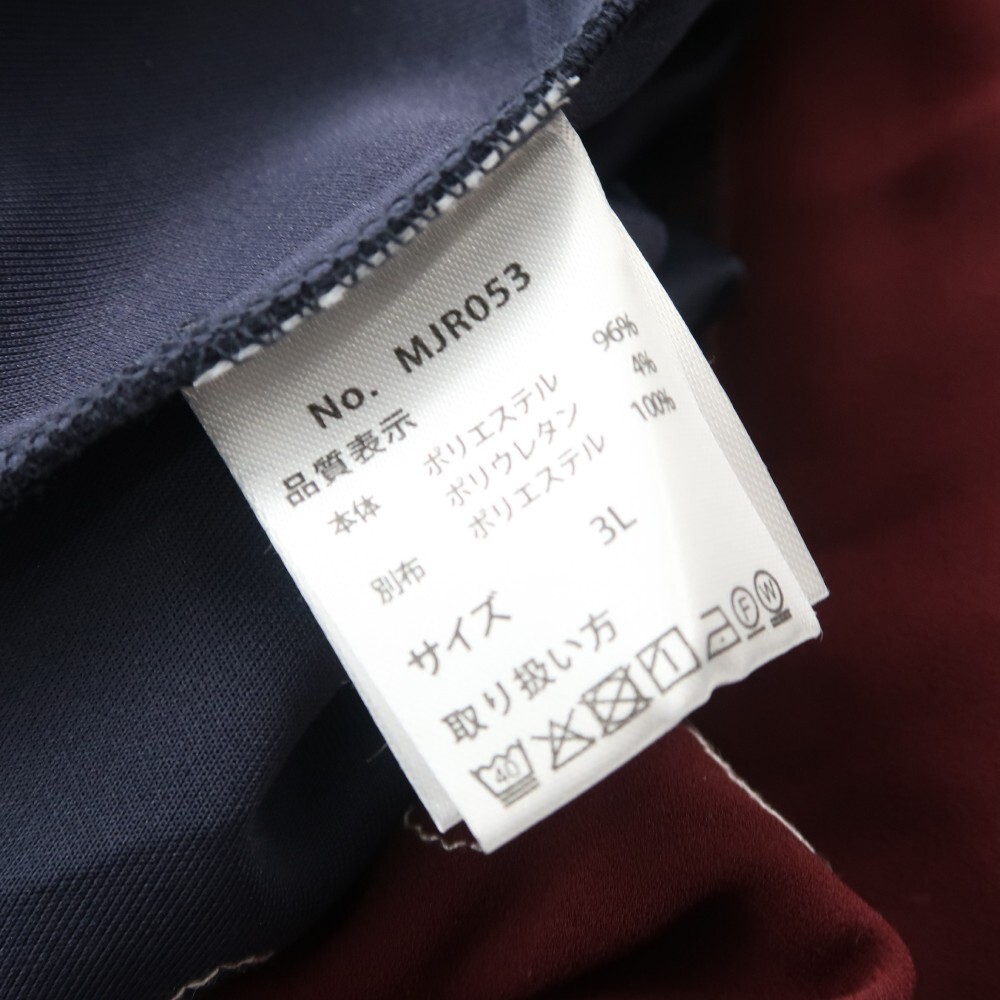 No. MJR053
品質表示
本体 ポリエステル 96%
ポリウレタン 4%
別布 ポリエステル 100%
サイズ 3L
取り扱い方
40 F W